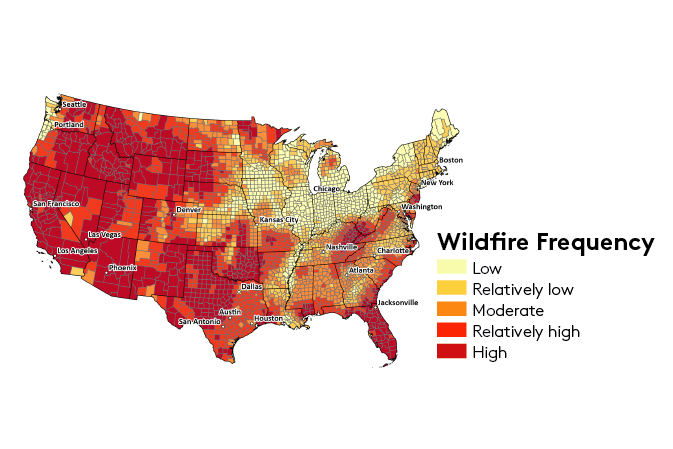 Seattle
Portland
Boston
New York
Chicago
San Francisco
Denver
Washington
Kansas City
Las Vegas
Nashville
Charlotte
Los Angeles
Phoenix
Atlanta
Dallas
Jacksonville
Austin
San Antonio
Houston
Wildfire Frequency
Low
Relatively low
Moderate
Relatively high
High